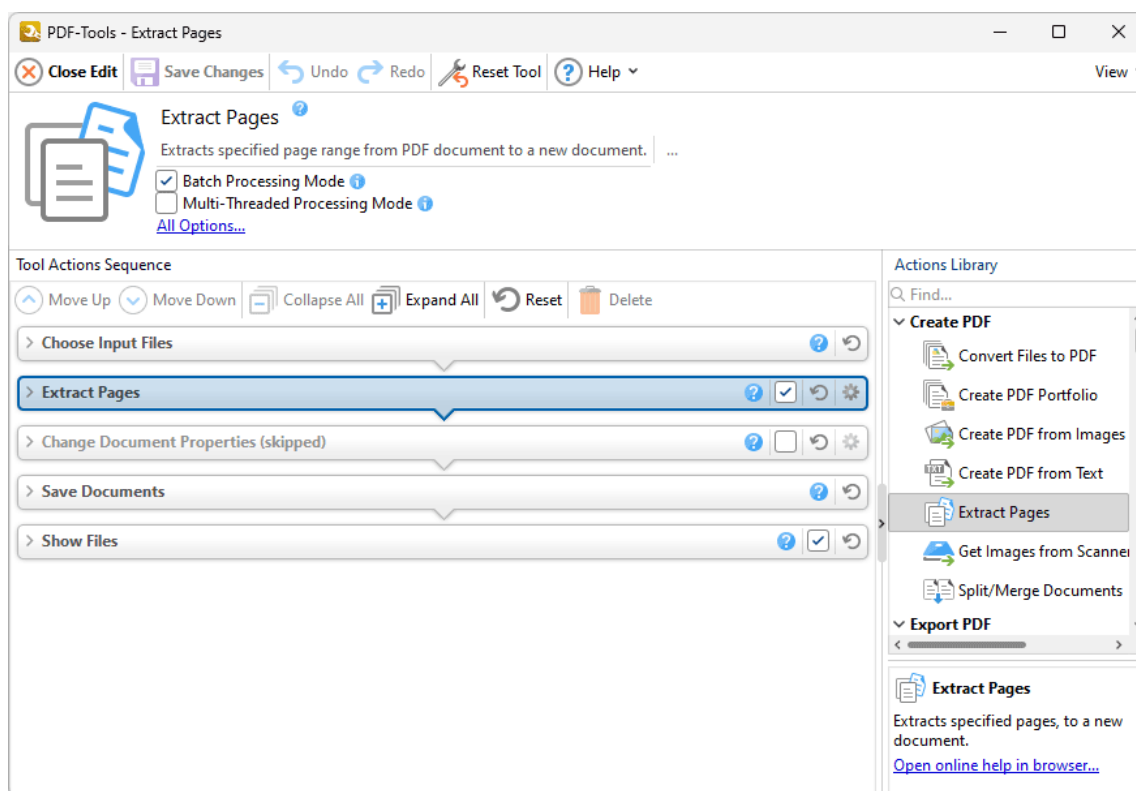 PDF-Tools - Extract Pages
Close Edit Save Changes Undo Redo Reset Tool Help View
Extract Pages
Extracts specified page range from PDF document to a new document. ...
Batch Processing Mode
Multi-Threaded Processing Mode
All Options...
Tool Actions Sequence
Move Up Move Down Collapse All Expand All Reset Delete
Choose Input Files
Extract Pages
Change Document Properties (skipped)
Save Documents
Show Files
Actions Library
Find...
Create PDF
Convert Files to PDF
Create PDF Portfolio
Create PDF from Images
TXT Create PDF from Text
Extract Pages
Get Images from Scanner
Split/Merge Documents
Export PDF
Extract Pages
Extracts specified pages, to a new
document.
Open online help in browser...